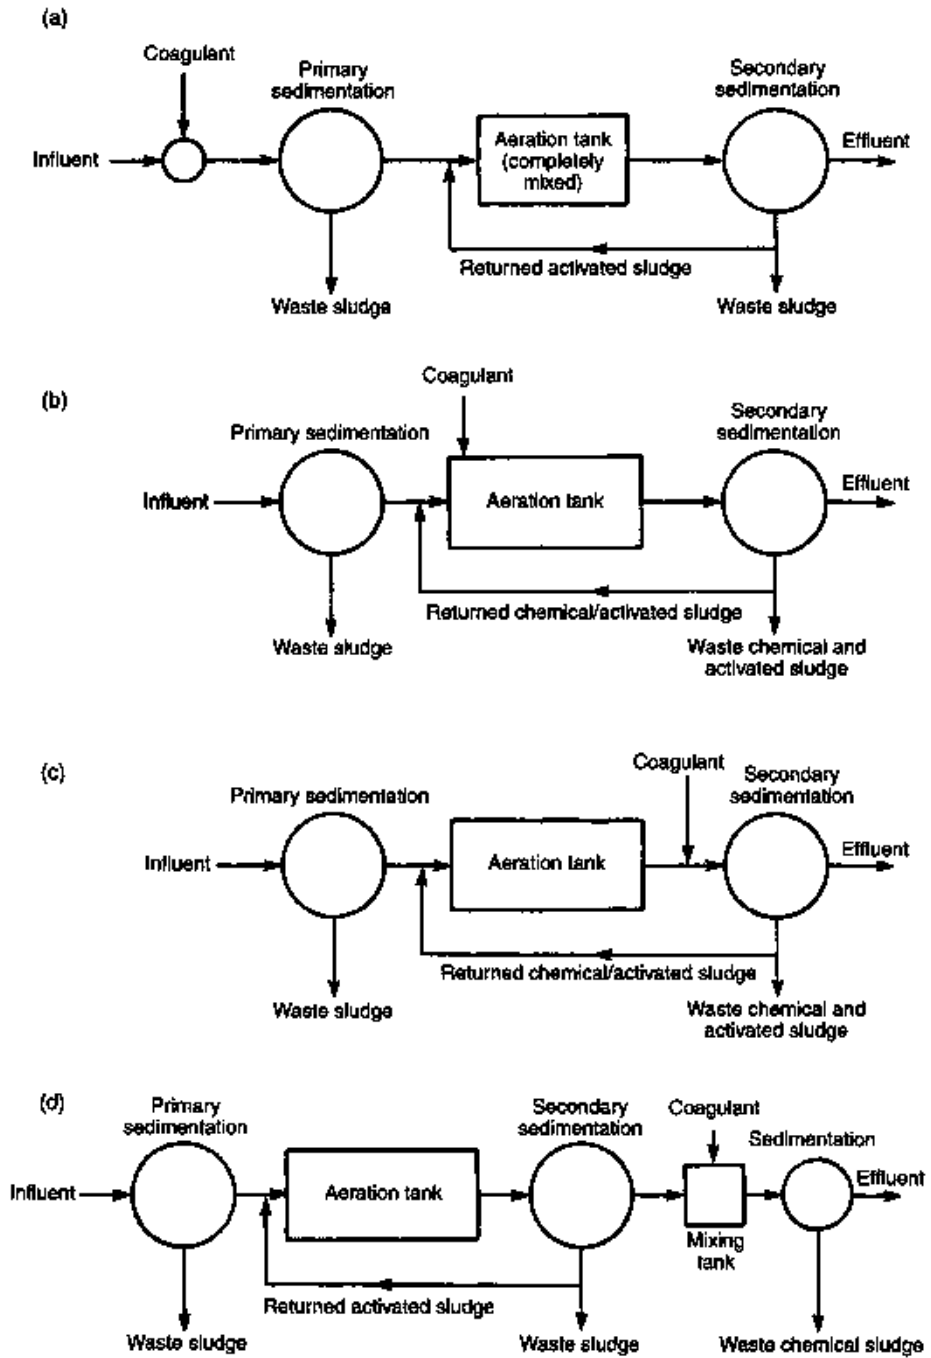 (a)
Coagulant
Primary
sedimentation
Secondary
sedimentation
Influent
Aeration tank
(completely
mixed)
Effluent
Returned activated sludge
Waste sludge
Waste sludge
(b)
Coagulant
Primary sedimentation
Secondary
sedimentation
Influent
Aeration tank
Effluent
Returned chemical/activated sludge
Waste sludge
Waste chemical and
activated sludge
(c)
Coagulant
Primary sedimentation
Secondary
sedimentation
Influent
Aeration tank
Effluent
Returned chemical/activated sludge
Waste sludge
Waste chemical and
activated sludge
(d)
Primary
sedimentation
Secondary
sedimentation
Coagulant
Sedimentation
Influent
Aeration tank
Effluent
Mixing
tank
Returned activated sludge
Waste sludge
Waste sludge
Waste chemical sludge